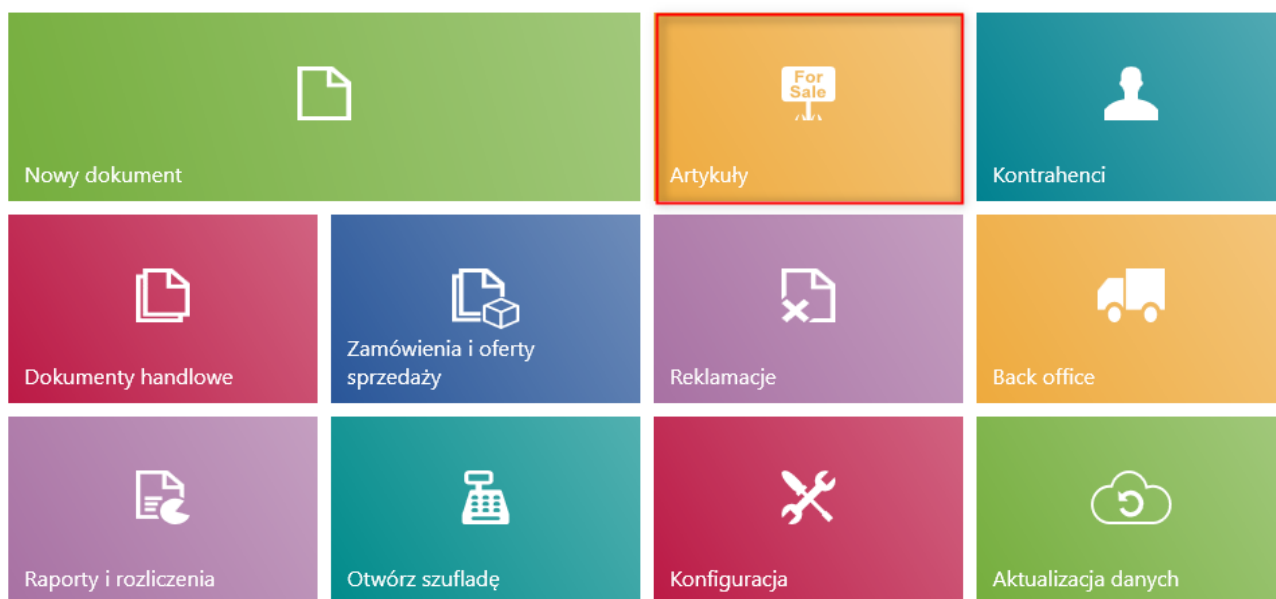 For
Sale
Nowy dokument
Artykuły
Kontrahenci
Dokumenty handlowe
Zamówienia i oferty
sprzedaży
Reklamacje
Back office
Raporty i rozliczenia
Otwórz szufladę
Konfiguracja
Aktualizacja danych